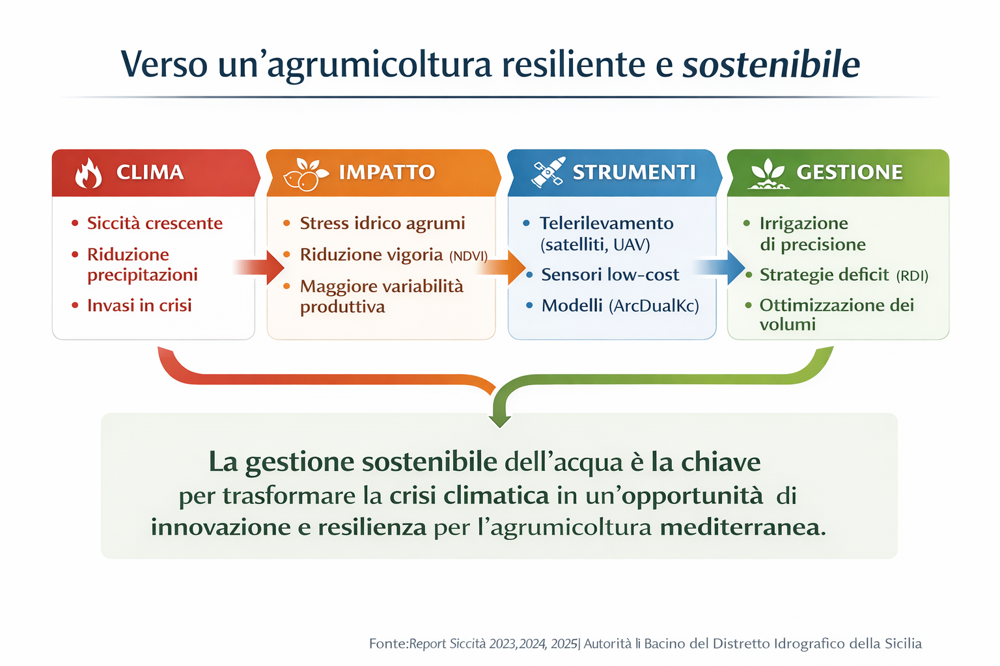 Verso un’agrumicoltura resiliente e sostenibile
CLIMA
• Siccità crescente
• Riduzione
precipitazioni
• Invasi in crisi
IMPATTO
• Stress idrico agrumi
• Riduzione vigoria (NDVI)
• Maggiore variabilità
produttiva
STRUMENTI
• Telerilevamento
(satelliti, UAV)
• Sensori low-cost
• Modelli (ArcDualKc)
GESTIONE
• Irrigazione
di precisione
• Strategie deficit (RDI)
• Ottimizzazione dei
volumi
La gestione sostenibile dell’acqua è la chiave
per trasformare la crisi climatica in un’opportunità di
innovazione e resilienza per l’agrumicoltura mediterranea.
Fonte:Report Siccità 2023,2024, 2025| Autorità li Bacino del Distretto Idrografico della Sicilia